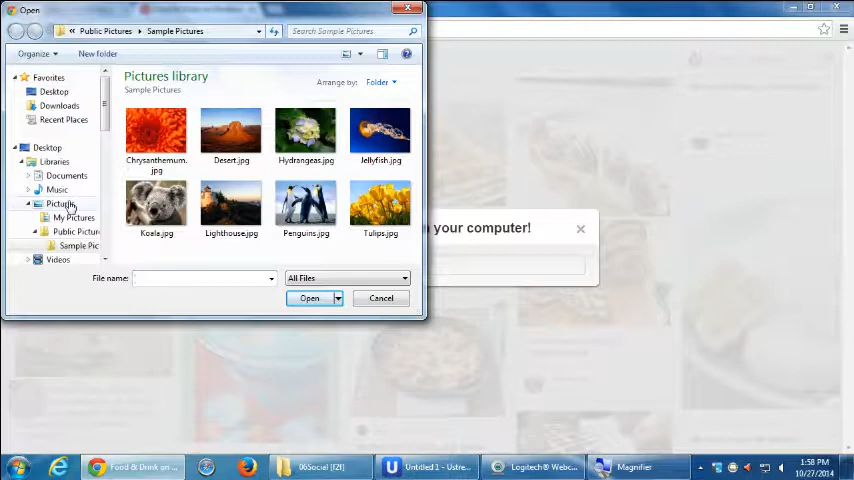 Open
« Public Pictures Sample Pictures
Search Sample Pictures
Organize
New folder
Pictures library
Sample Pictures
Arrange by: Folder
Favorites
Desktop
Downloads
Recent Places
Desktop
Libraries
Documents
Music
My Pictures
Public Picture
Sample Pic
Videos
Chrysanthemum.
jpg
Desert.jpg
Hydrangeas.jpg
Jellyfish.jpg
Koala.jpg
Lighthouse.jpg
Penguins.jpg
Tulips.jpg
File name:
All Files
Open
Cancel
your computer!
Food & Drink on ...
06Social [f2f]
Untitled 1 - Ustre...
Logitech® Webc...
Magnifier
1:58 PM
10/27/2014